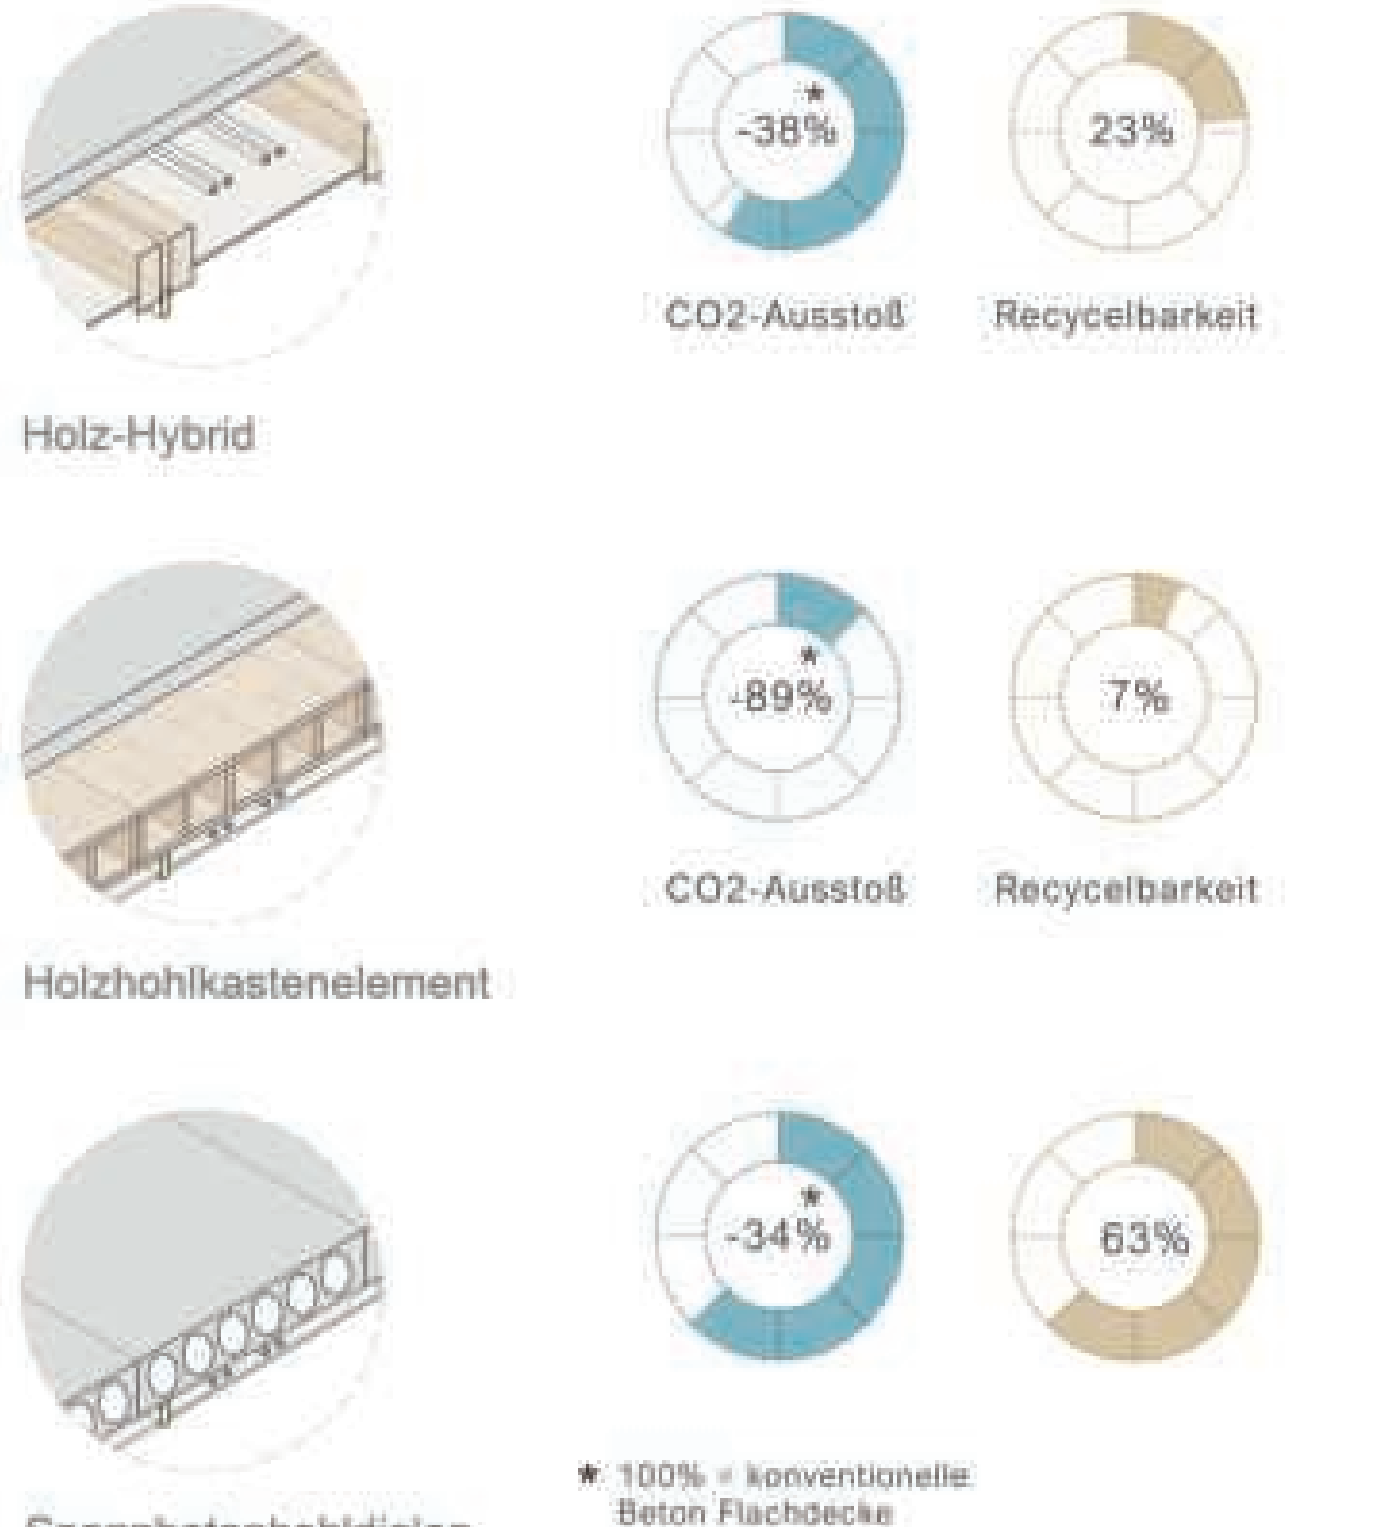 -38%
*
23%
CO2-Ausstoß
Recycelbarkeit
Holz-Hybrid
*
-89%
7%
CO2-Ausstoß
Recycelbarkeit
Holzhohlkastenelement
*
-34%
63%
* 100% = konventionelle
Beton Flachdecke